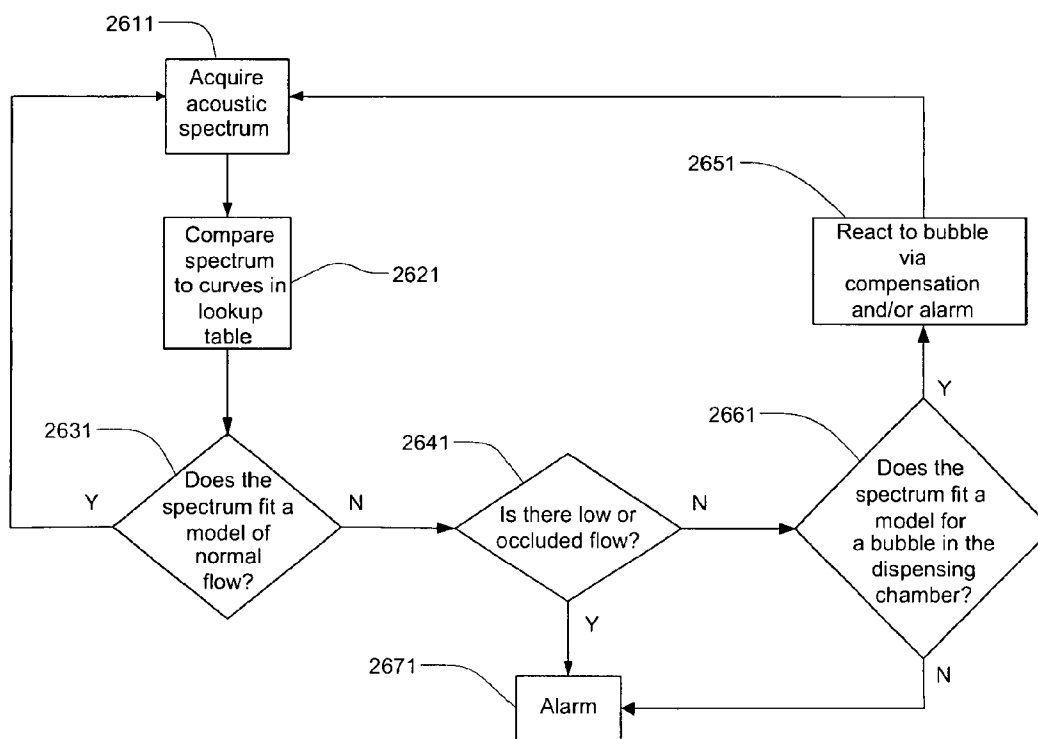 2611
Acquire
acoustic
spectrum
2651
Compare
spectrum
to curves in
lookup
table
2621
React to bubble
via
compensation
and/or alarm
2631
2641
2661
Y
Does the
spectrum fit a
model of
normal
flow?
Y
N
Is there low or
occluded flow?
N
Does the
spectrum fit a
model for
a bubble in the
dispensing
chamber?
Y
2671
Alarm
N